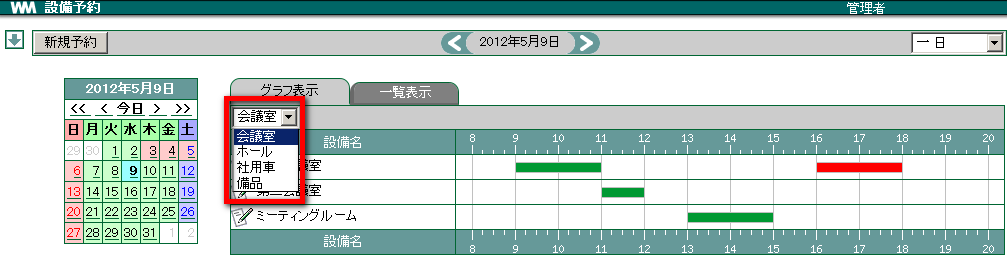 WM 設備予約 管理者
新規予約 2012年5月9日 一日
2012年5月9日
<< < 今日 > >>
日 月 火 水 木 金 土
29 30 1 2 3 4 5
6 7 8 9 10 11 12
13 14 15 16 17 18 19
20 21 22 23 24 25 26
27 28 29 30 31 1 2
グラフ表示 一覧表示
会議室
会議室
ホール
社用車
備品
設備名 8 9 10 11 12 13 14 15 16 17 18 19 20
ミーティングルーム
設備名 8 9 10 11 12 13 14 15 16 17 18 19 20